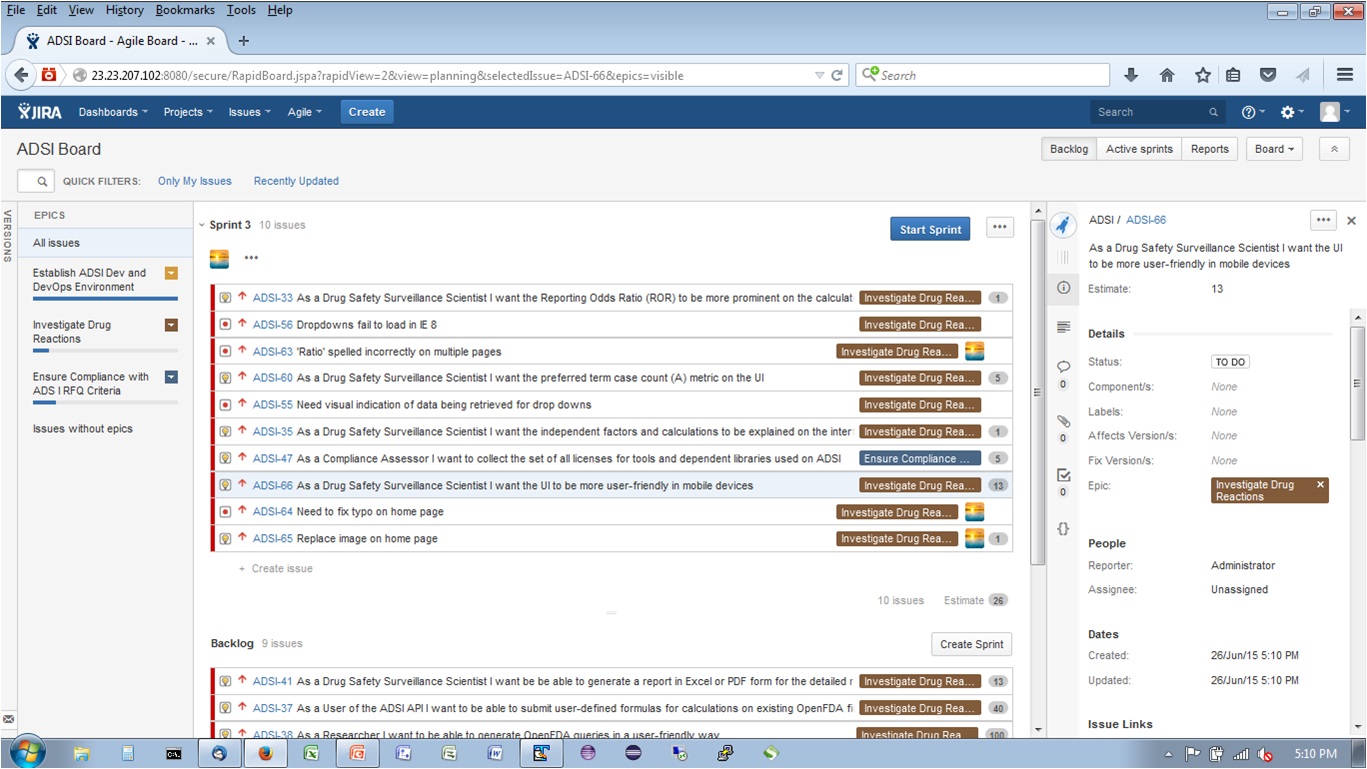 File Edit View History Bookmarks Tools Help
ADSI Board - Agile Board - ...
23.23.207.102:8080/secure/RapidBoard.jspa?rapidView=2&view=planning&selectedIssue=ADSI-66&epics=visible
Search
JIRA Dashboards Projects Issues Agile Create Search
ADSI Board
Backlog Active sprints Reports Board
QUICK FILTERS: Only My Issues Recently Updated
VERSIONS
EPICS
All issues
Establish ADSI Dev and
DevOps Environment
Investigate Drug
Reactions
Ensure Compliance with
ADS I RFQ Criteria
Issues without epics
Sprint 3 10 issues
Start Sprint
ADSI-33 As a Drug Safety Surveillance Scientist I want the Reporting Odds Ratio (ROR) to be more prominent on the calculat Investigate Drug Rea... 1
ADSI-56 Dropdowns fail to load in IE 8 Investigate Drug Rea...
ADSI-63 'Ratio' spelled incorrectly on multiple pages Investigate Drug Rea...
ADSI-60 As a Drug Safety Surveillance Scientist I want the preferred term case count (A) metric on the UI Investigate Drug Rea... 5
ADSI-55 Need visual indication of data being retrieved for drop downs Investigate Drug Rea...
ADSI-35 As a Drug Safety Surveillance Scientist I want the independent factors and calculations to be explained on the inter Investigate Drug Rea... 1
ADSI-47 As a Compliance Assessor I want to collect the set of all licenses for tools and dependent libraries used on ADSI Ensure Compliance ... 5
ADSI-66 As a Drug Safety Surveillance Scientist I want the UI to be more user-friendly in mobile devices Investigate Drug Rea... 13
ADSI-64 Need to fix typo on home page Investigate Drug Rea...
ADSI-65 Replace image on home page Investigate Drug Rea... 1
+ Create issue
10 issues Estimate 26
Backlog 9 issues
Create Sprint
ADSI-41 As a Drug Safety Surveillance Scientist I want be be able to generate a report in Excel or PDF form for the detailed r Investigate Drug Rea... 13
ADSI-37 As a User of the ADSI API I want to be able to submit user-defined formulas for calculations on existing OpenFDA fi Investigate Drug Rea... 40
ADSI-38 As a Researcher I want to be able to generate OpenFDA queries in a user-friendly way Investigate Drug Rea... 100
ADSI / ADSI-66
As a Drug Safety Surveillance Scientist I want the UI
to be more user-friendly in mobile devices
Estimate: 13
Details
Status: TO DO
Component/s: None
Labels: None
Affects Version/s: None
Fix Version/s: None
Epic: Investigate Drug
Reactions
0
0
0
People
Reporter: Administrator
Assignee: Unassigned
Dates
Created: 26/Jun/15 5:10 PM
Updated: 26/Jun/15 5:10 PM
Issue Links
5:10 PM